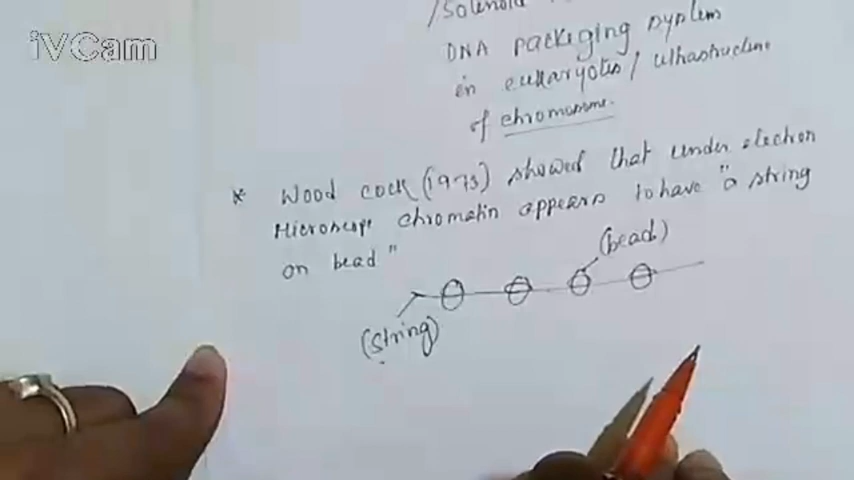 iVCam
/Solenoid
DNA packeging system
in eukaryotes/ ultrastructure
of chromosome.
* Wood cock (1973) showed that under electron
Microscope chromatin appears to have "a string
on bead"
(bead)
(string)